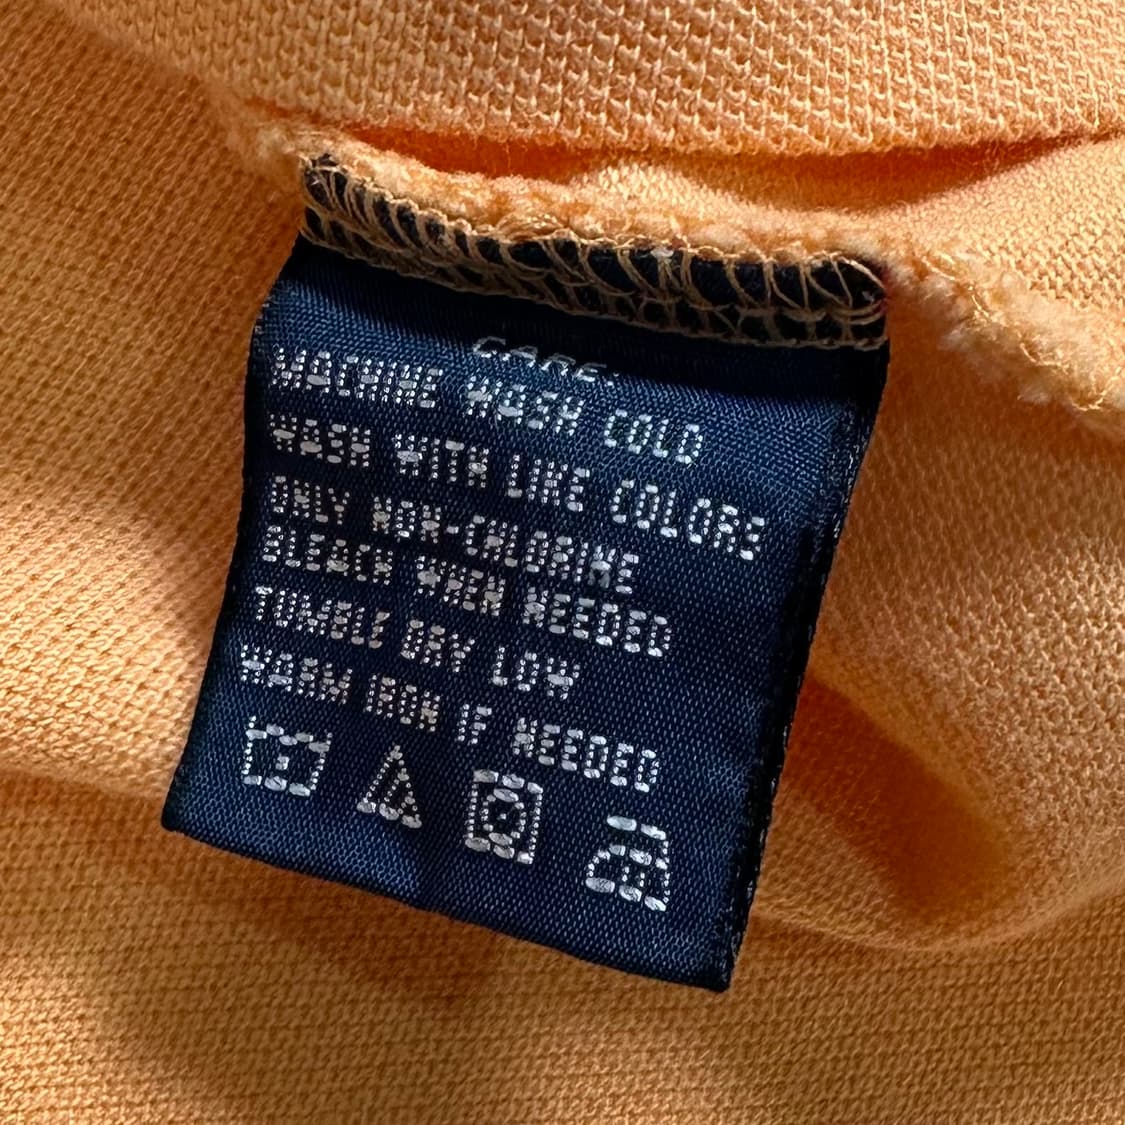 CARE:
MACHINE WASH COLD
WASH WITH LIKE COLORS
ONLY NON-CHLORINE
BLEACH WHEN NEEDED
TUMBLE DRY LOW
WARM IRON IF NEEDED